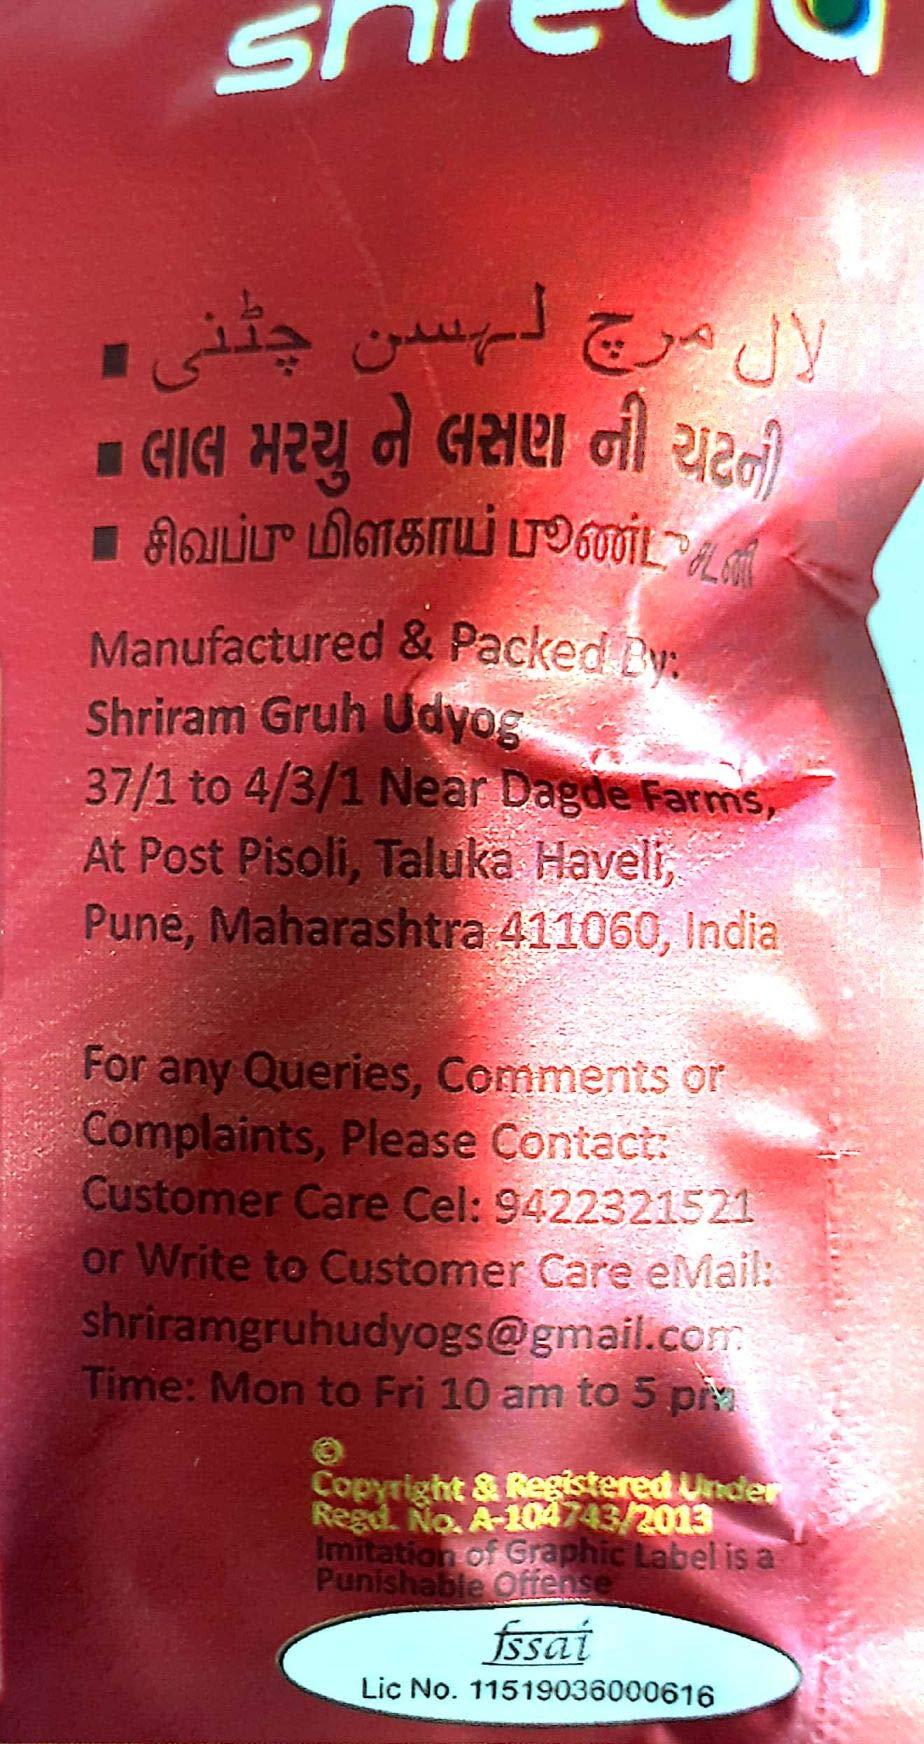 shreya
■ لال مرچ لہسن چٹنی
■ લાલ મરચુ ને લસણ ની ચટની
■ சிவப்பு மிளகாய் பூண்டு சட்னி
Manufactured & Packed By:
Shriram Gruh Udyog
37/1 to 4/3/1 Near Dagde Farms,
At Post Pisoli, Taluka Haveli,
Pune, Maharashtra 411060, India
For any Queries, Comments or
Complaints, Please Contact:
Customer Care Cel: 9422321521
or Write to Customer Care eMail:
shriramgruhudyogs@gmail.com
Time: Mon to Fri 10 am to 5 pm
©
Copyright & Registered Under
Regd. No. A-104743/2013
Imitation of Graphic Label is a
Punishable Offense
fssai
Lic No. 11519036000616